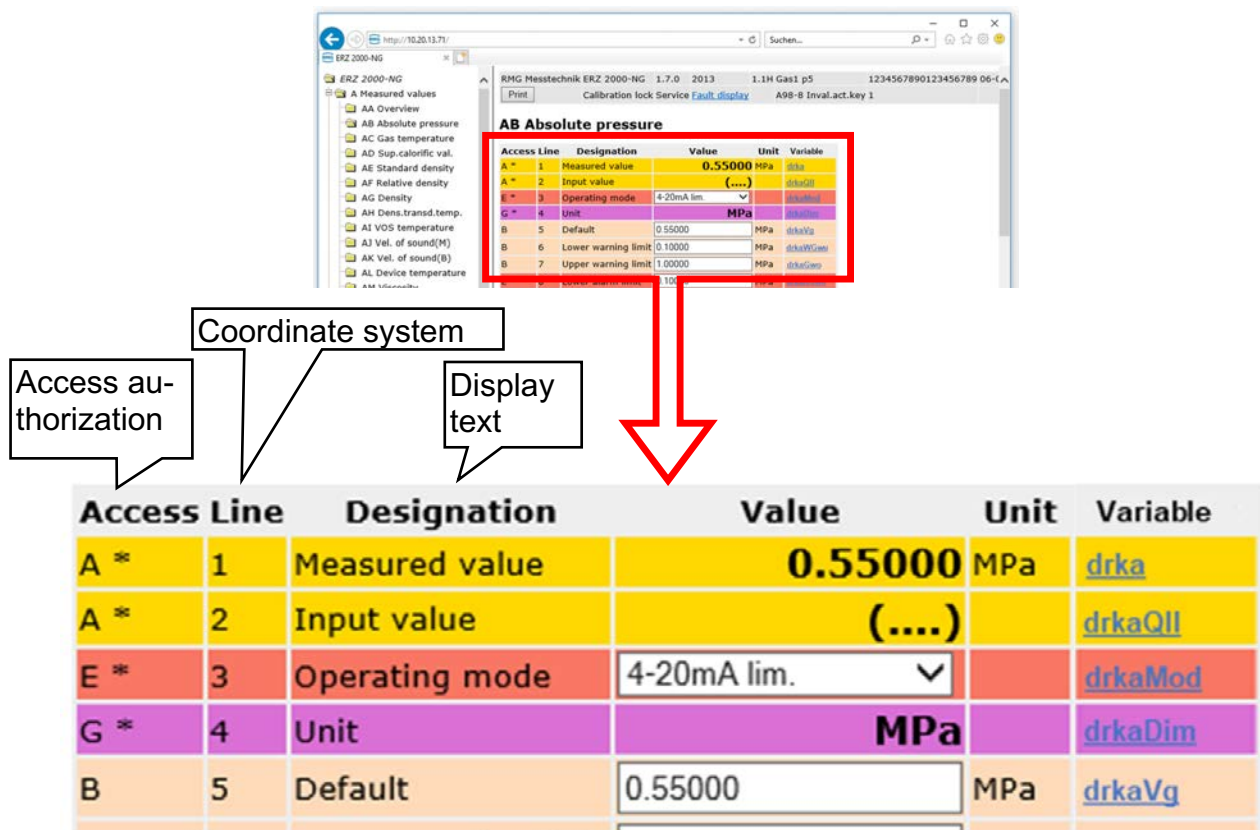 http://10.20.13.71/
Suchen...
ERZ 2000-NG
ERZ 2000-NG
A Measured values
AA Overview
AB Absolute pressure
AC Gas temperature
AD Sup.calorific val.
AE Standard density
AF Relative density
AG Density
AH Dens.transd.temp.
AI VOS temperature
AJ Vel. of sound(M)
AK Vel. of sound(B)
AL Device temperature
AM Viscosity
RMG Messtechnik ERZ 2000-NG 1.7.0 2013 1.1H Gas1 p5 1234567890123456789 06-(
Print Calibration lock Service Fault display A98-8 Inval.act.key 1
AB Absolute pressure
Access Line Designation Value Unit Variable
A * 1 Measured value 0.55000 MPa drka
A * 2 Input value (....) drkaQll
E * 3 Operating mode 4-20mA lim. drkaMod
G * 4 Unit MPa drkaDim
B 5 Default 0.55000 MPa drkaVg
B 6 Lower warning limit 0.10000 MPa drkaWGwu
B 7 Upper warning limit 1.00000 MPa drkaGwo
E 8 Lower alarm limit MPa
Coordinate system
Access au-
thorization
Display
text
Access Line Designation Value Unit Variable
A * 1 Measured value 0.55000 MPa drka
A * 2 Input value (....) drkaQll
E * 3 Operating mode 4-20mA lim. drkaMod
G * 4 Unit MPa drkaDim
B 5 Default 0.55000 MPa drkaVg